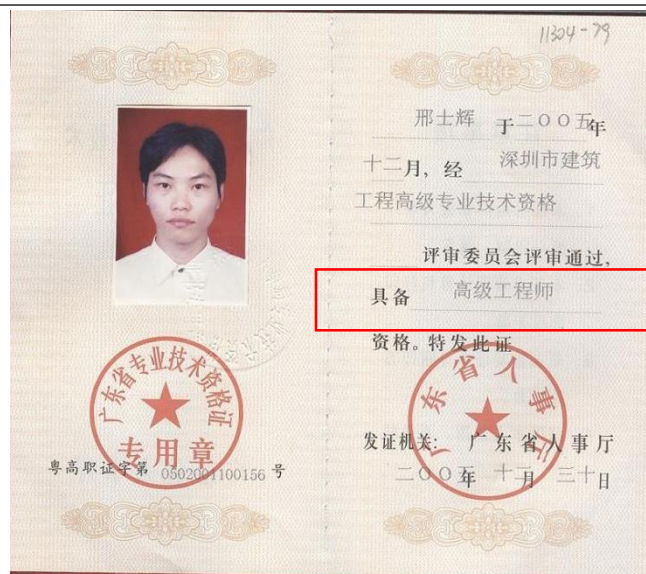 11304-79
邢士辉 于二〇〇五年
十二月，经 深圳市建筑
工程高级专业技术资格
评审委员会评审通过，
具备 高级工程师
资格。特发此证
广东省人事厅
发证机关： 广东省人事厅
二〇〇五年 十二月 三十日
广东省专业技术资格证
专用章
粤高职证字第 0502001100156 号